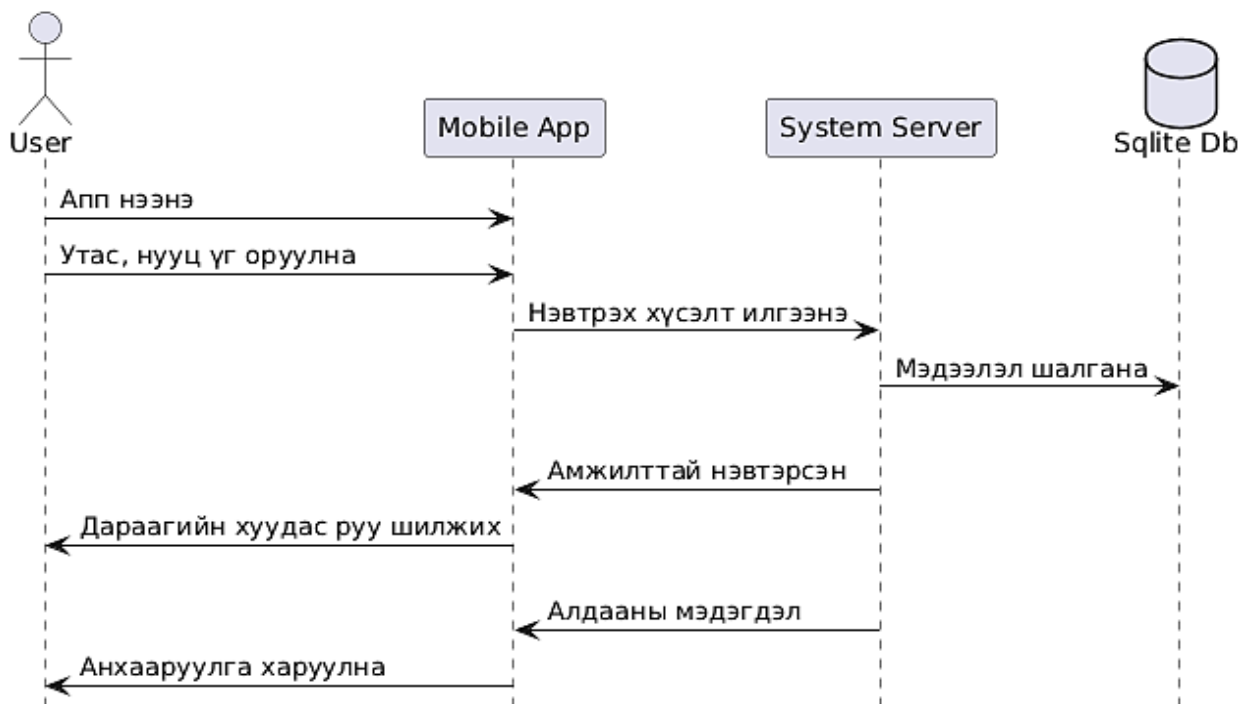 User
Mobile App
System Server
Sqlite Db
Апп нээнэ
Утас, нууц үг оруулна
Нэвтрэх хүсэлт илгээнэ
Мэдээлэл шалгана
Амжилттай нэвтэрсэн
Дараагийн хуудас руу шилжих
Алдааны мэдэгдэл
Анхааруулга харуулна